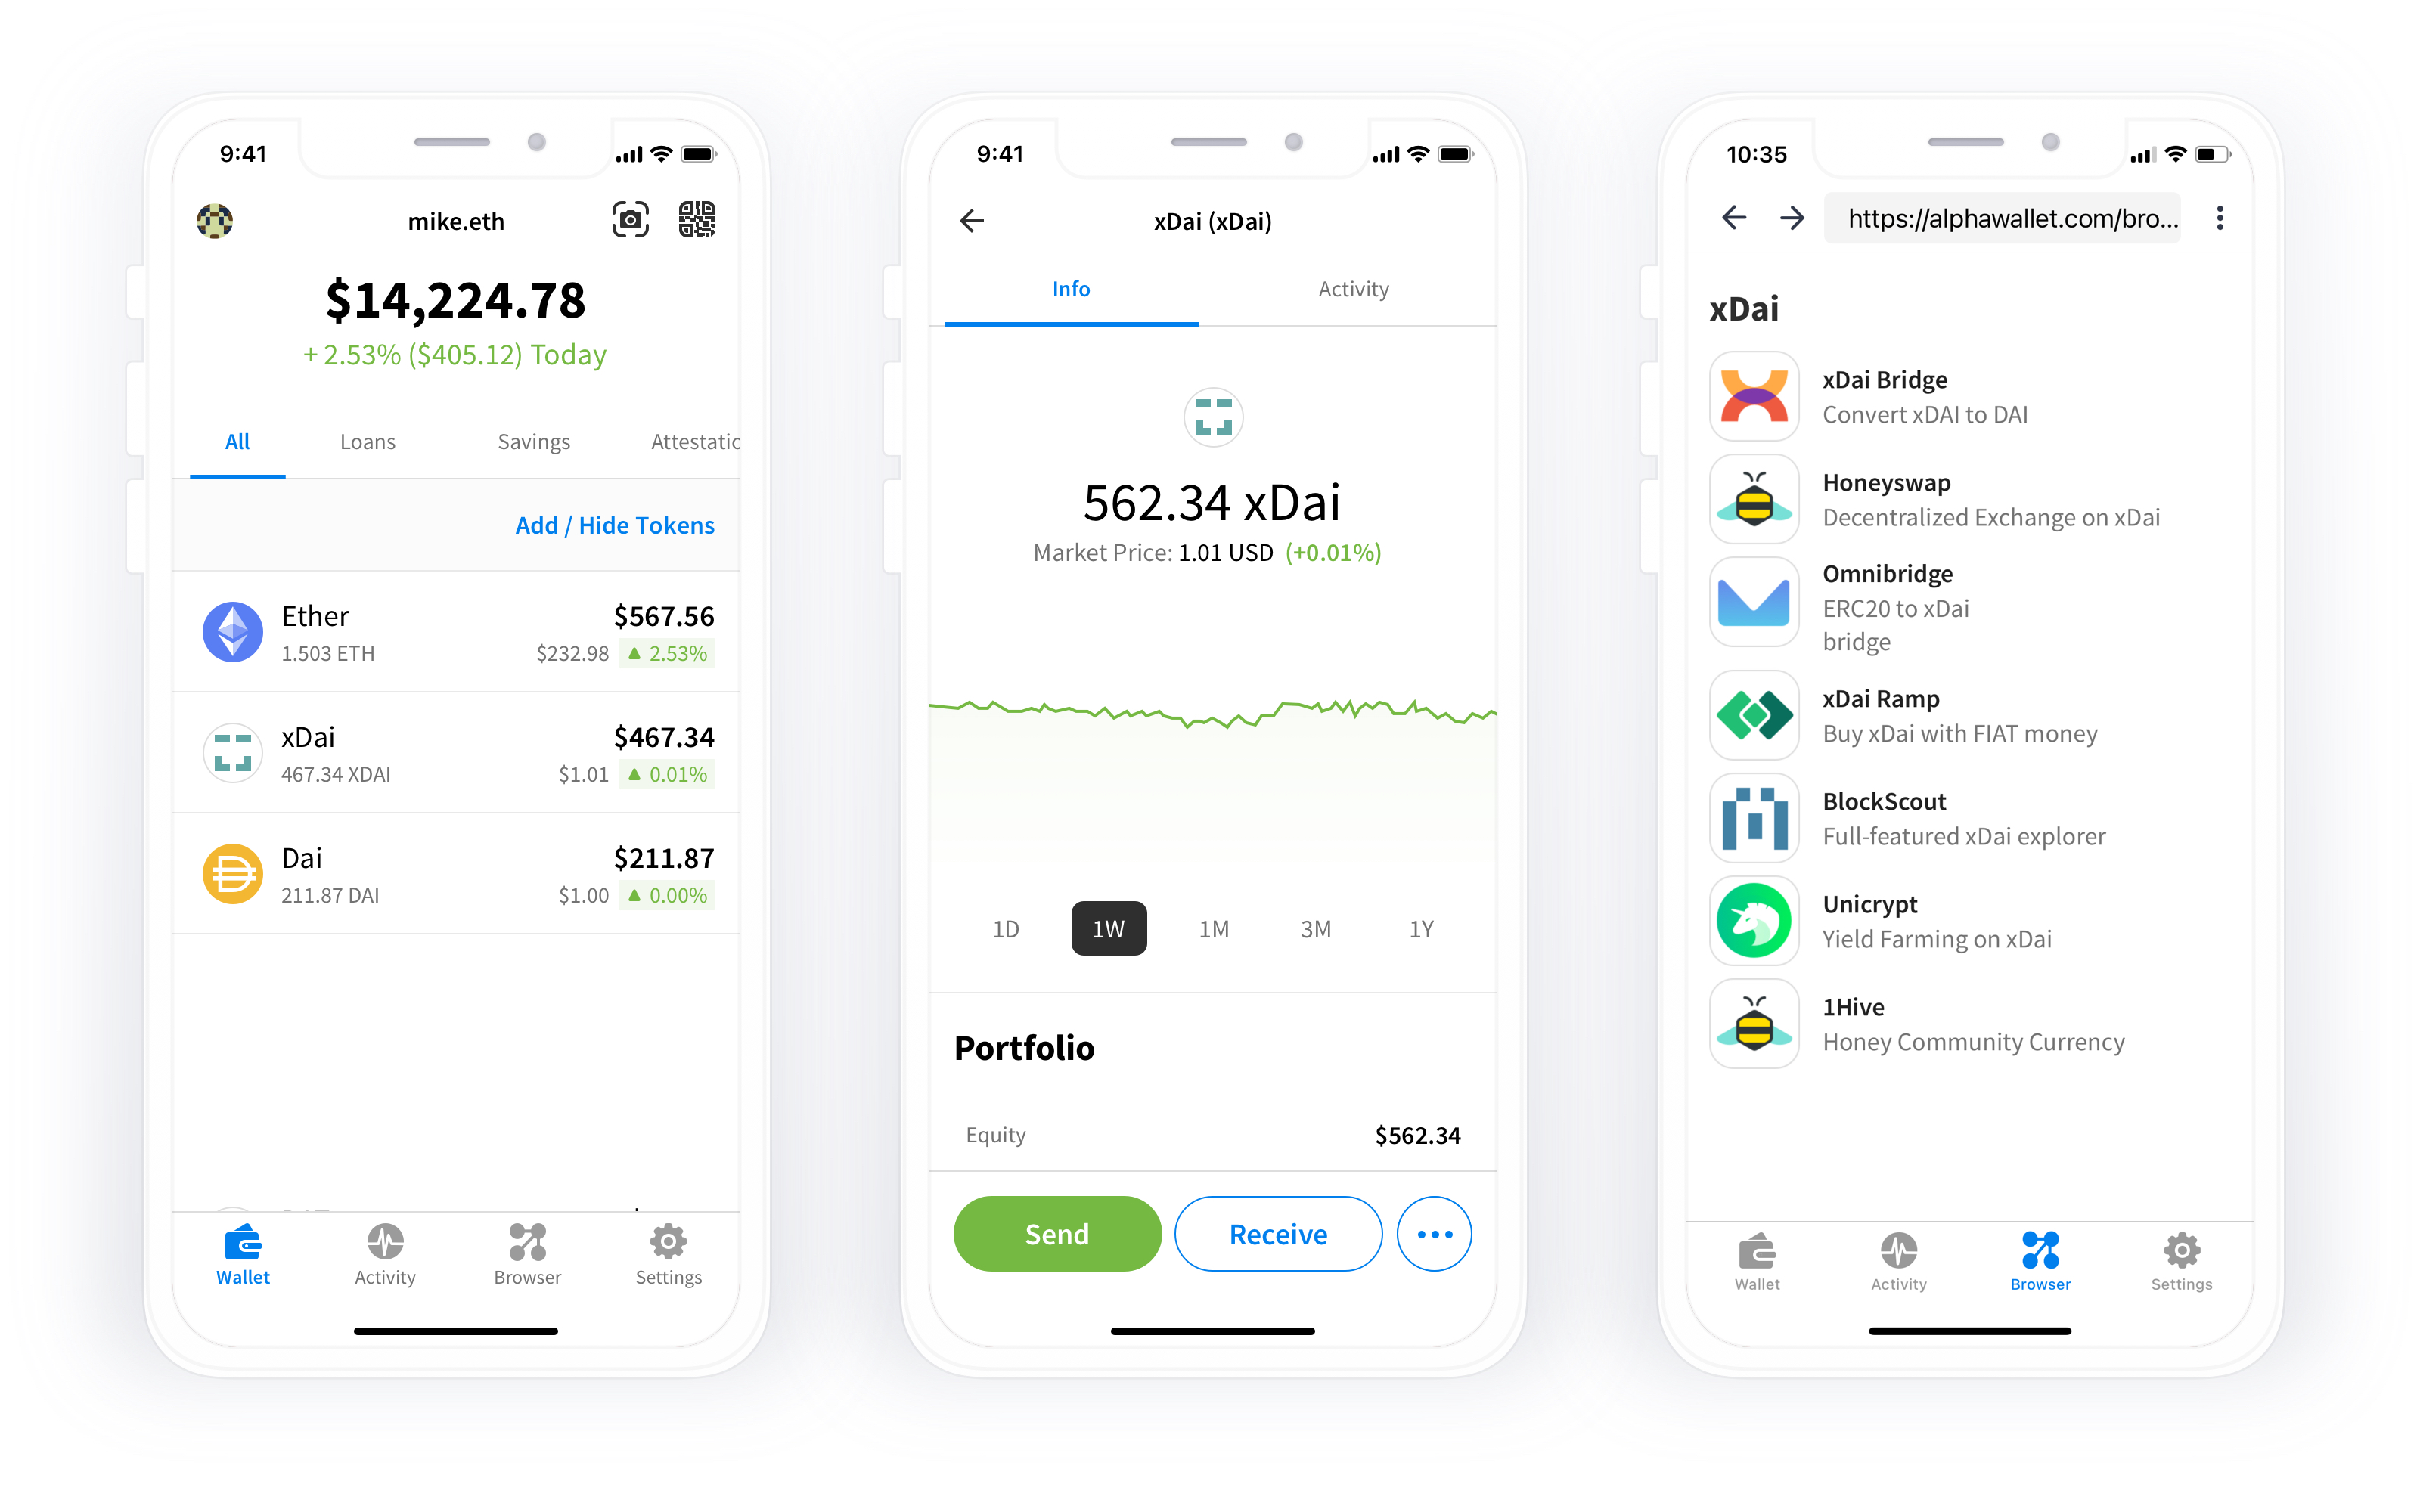 9:41
mike.eth
$14,224.78
+ 2.53% ($405.12) Today
All Loans Savings Attestatio
Add / Hide Tokens
Ether $567.56
1.503 ETH $232.98 2.53%
xDai $467.34
467.34 XDAI $1.01 0.01%
Dai $211.87
211.87 DAI $1.00 0.00%
Wallet Activity Browser Settings
9:41
xDai (xDai)
Info Activity
562.34 xDai
Market Price: 1.01 USD (+0.01%)
1D 1W 1M 3M 1Y
Portfolio
Equity $562.34
Send Receive
10:35
https://alphawallet.com/bro...
xDai
xDai Bridge
Convert xDAI to DAI
Honeyswap
Decentralized Exchange on xDai
Omnibridge
ERC20 to xDai
bridge
xDai Ramp
Buy xDai with FIAT money
BlockScout
Full-featured xDai explorer
Unicrypt
Yield Farming on xDai
1Hive
Honey Community Currency
Wallet Activity Browser Settings